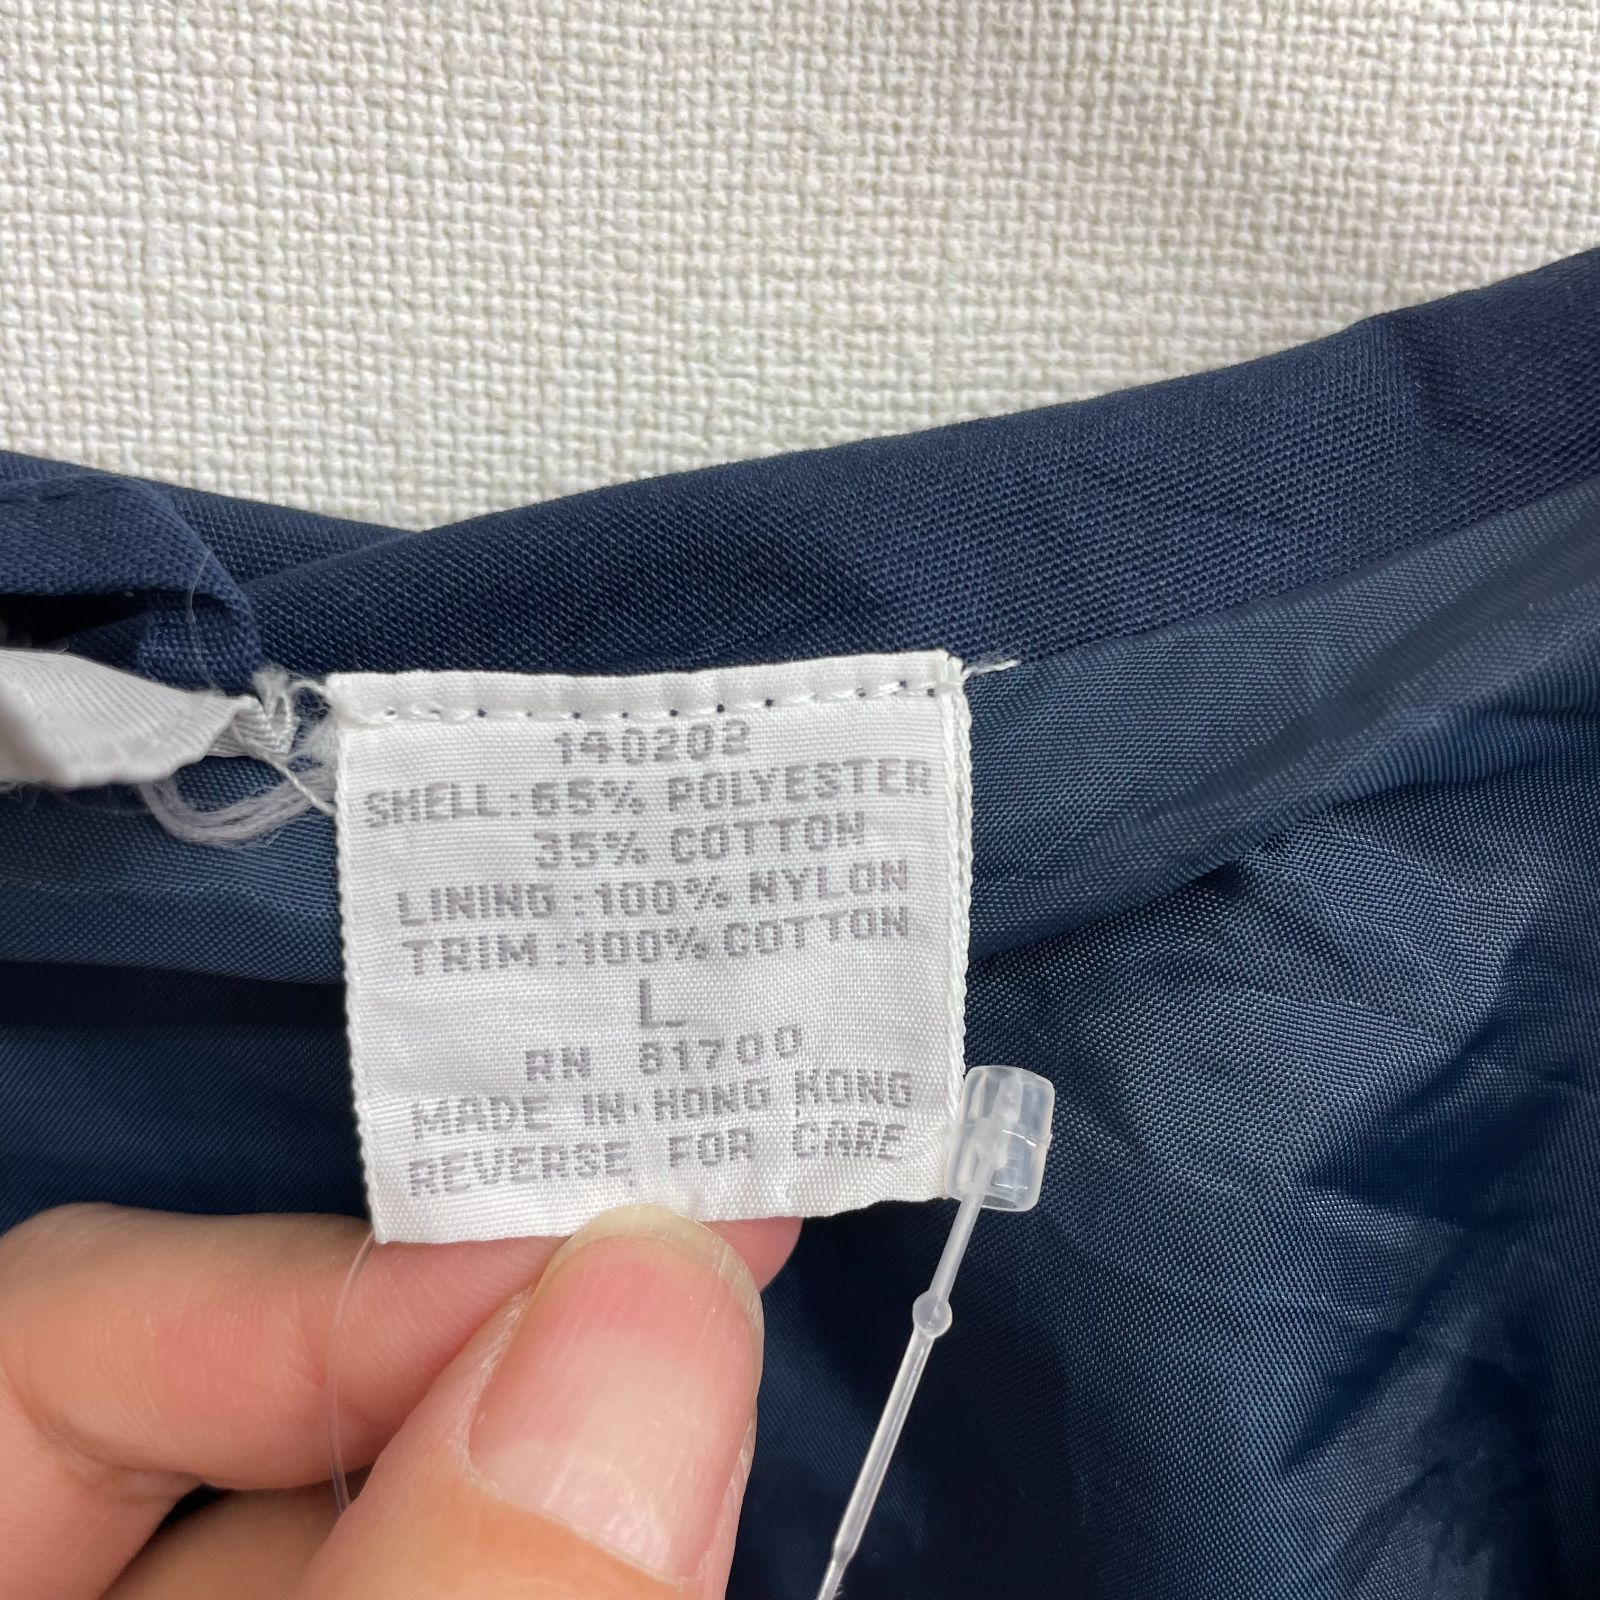 140202
SHELL:65% POLYESTER
35% COTTON
LINING:100% NYLON
TRIM:100% COTTON
L
RN 81700
MADE IN HONG KONG
REVERSE FOR CARE